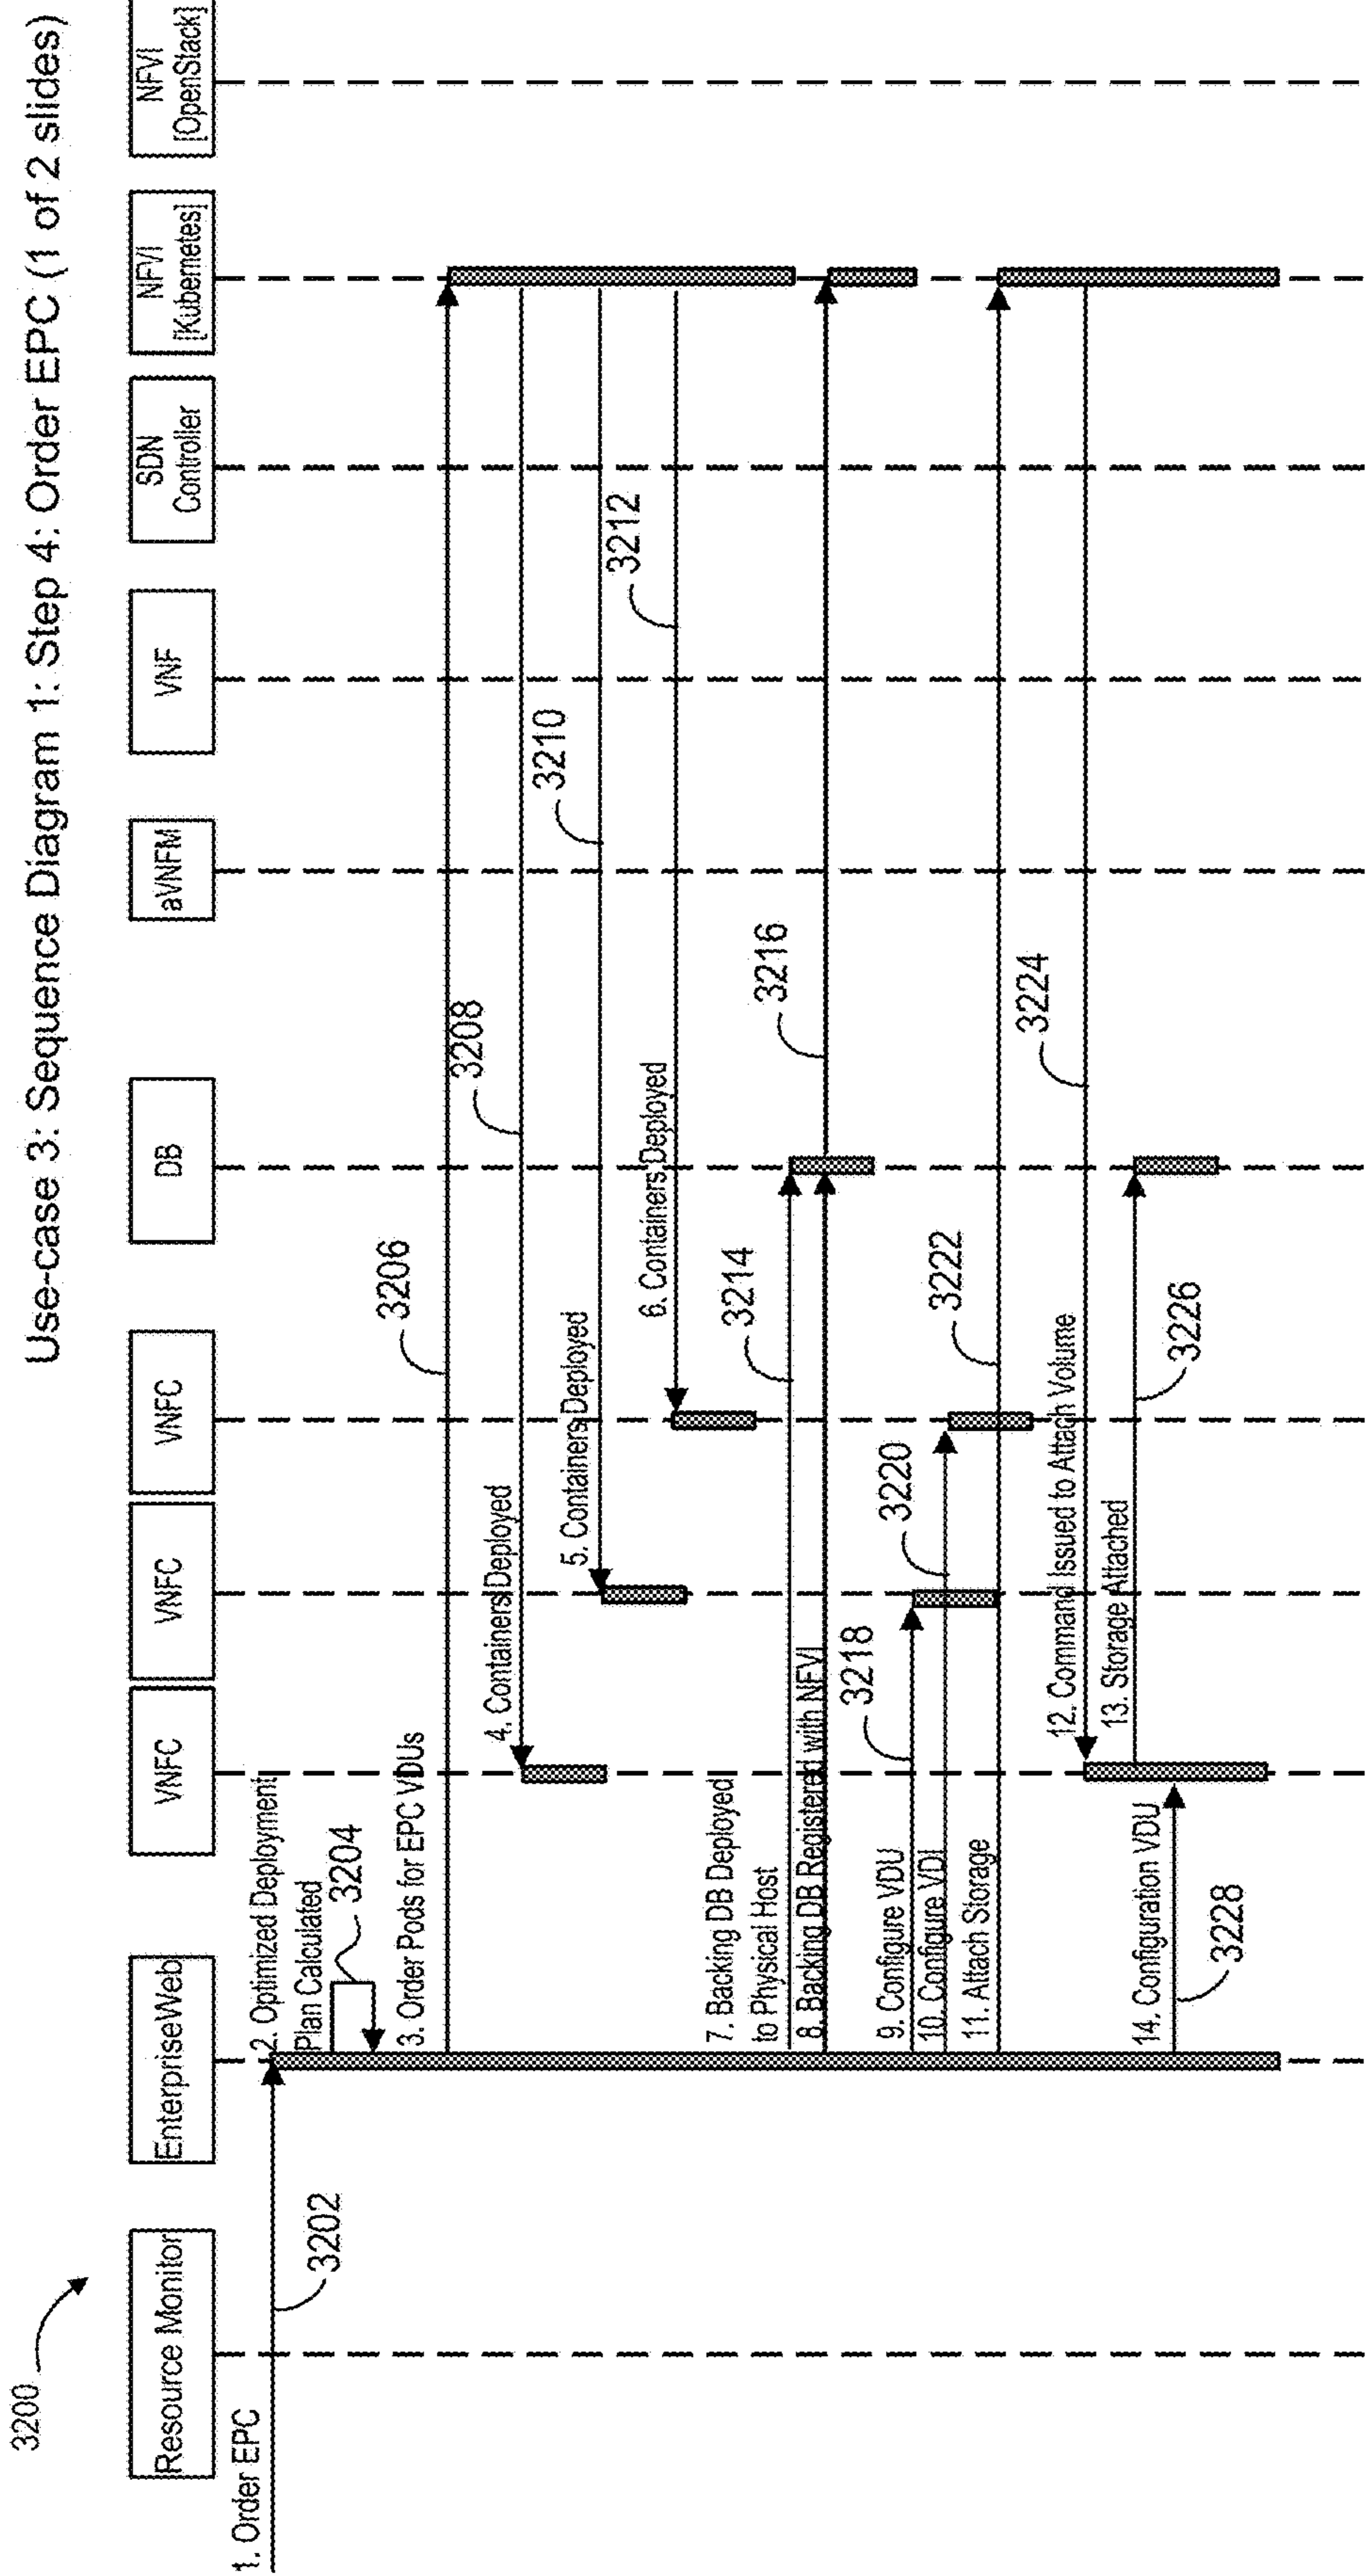 Use-case 3: Sequence Diagram 1: Step 4: Order EPC (1 of 2 slides)
3200
Resource Monitor
EnterpriseWeb
VNFC
VNFC
VNFC
DB
aVNFM
VNF
SDN
Controller
NFVI
[Kubernetes]
NFVI
[OpenStack]
1. Order EPC
3202
2. Optimized Deployment
Plan Calculated
3204
3. Order Pods for EPC VDUs
3206
4. Containers Deployed
3208
5. Containers Deployed
3210
6. Containers Deployed
3212
7. Backing DB Deployed
to Physical Host
3214
8. Backing DB Registered with NFVI
3216
9. Configure VDU
3218
10. Configure VDI
3220
11. Attach Storage
3222
12. Command Issued to Attach Volume
3224
13. Storage Attached
3226
14. Configuration VDU
3228